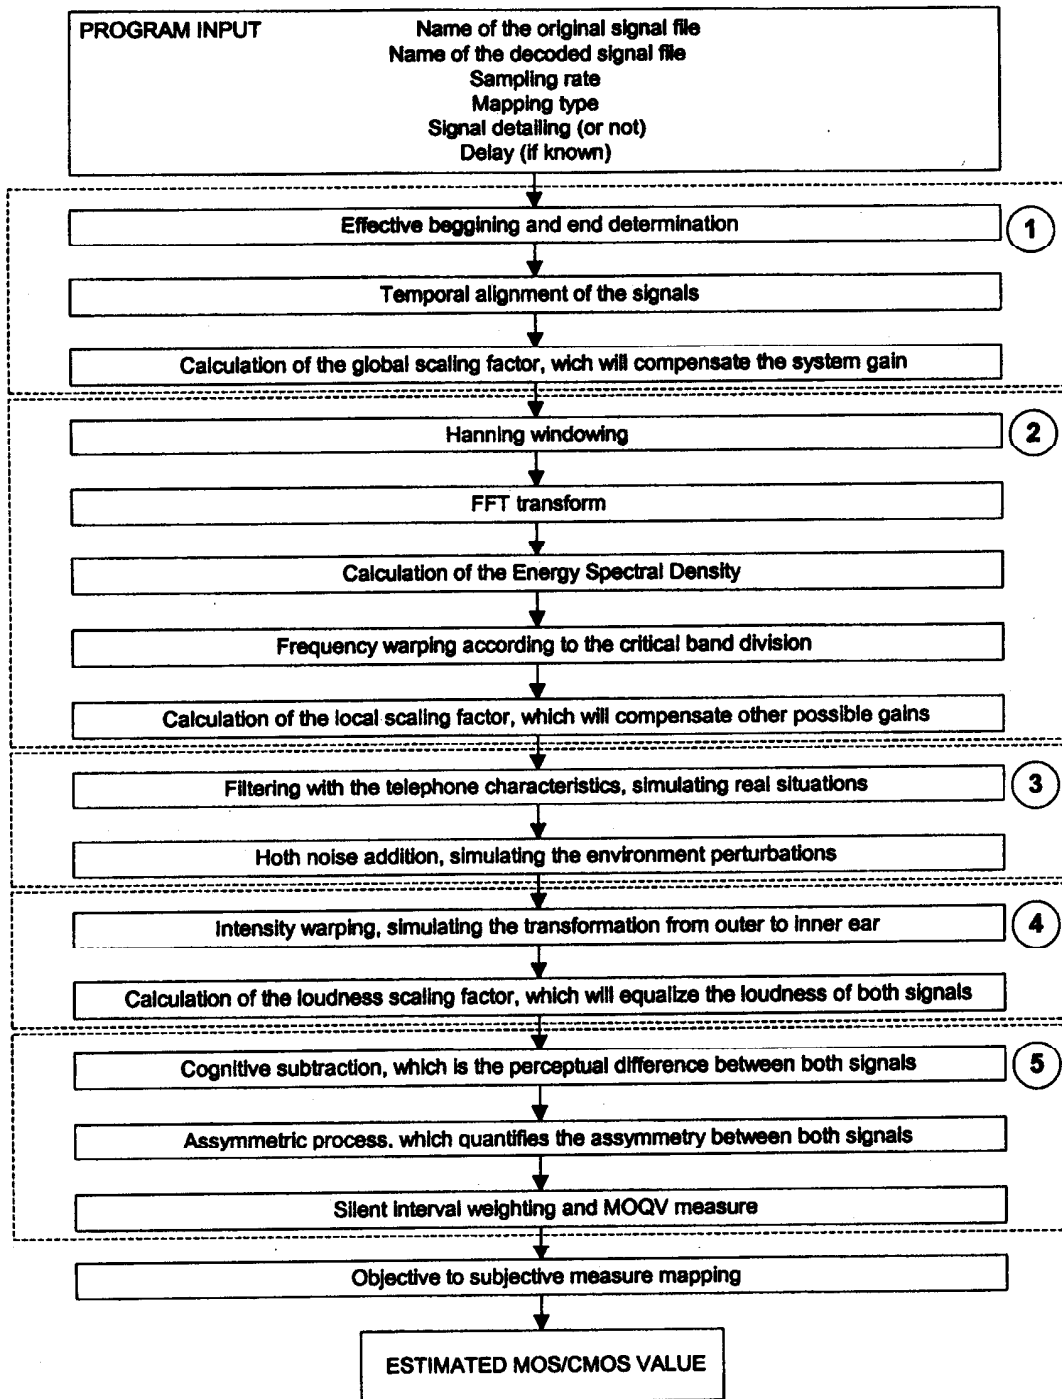 PROGRAM INPUT
Name of the original signal file
Name of the decoded signal file
Sampling rate
Mapping type
Signal detailing (or not)
Delay (if known)
Effective beggining and end determination
1
Temporal alignment of the signals
Calculation of the global scaling factor, wich will compensate the system gain
Hanning windowing
2
FFT transform
Calculation of the Energy Spectral Density
Frequency warping according to the critical band division
Calculation of the local scaling factor, which will compensate other possible gains
Filtering with the telephone characteristics, simulating real situations
3
Hoth noise addition, simulating the environment perturbations
Intensity warping, simulating the transformation from outer to inner ear
4
Calculation of the loudness scaling factor, which will equalize the loudness of both signals
Cognitive subtraction, which is the perceptual difference between both signals
5
Assymmetric process. which quantifies the assymmetry between both signals
Silent interval weighting and MOQV measure
Objective to subjective measure mapping
ESTIMATED MOS/CMOS VALUE